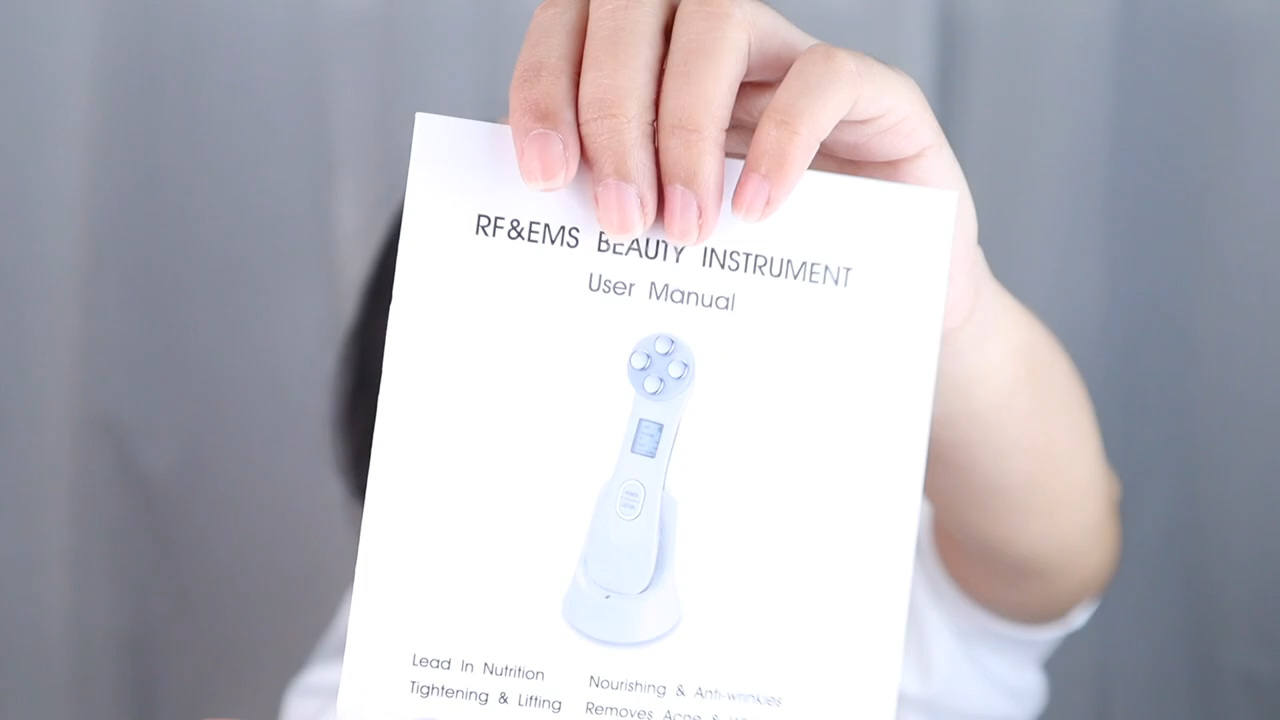 RF&EMS BEAUTY INSTRUMENT
User Manual
Lead In Nutrition
Nourishing & Anti-wrinkles
Tightening & Lifting
Removes Acne &